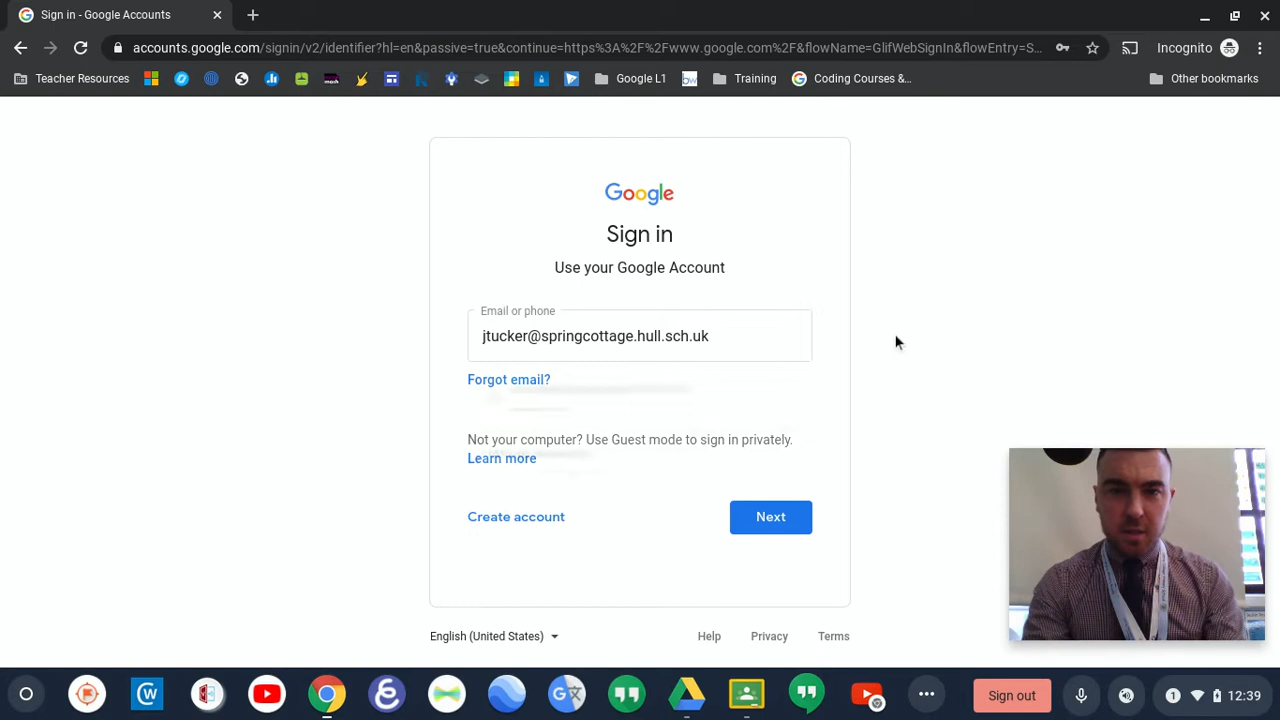 Sign in - Google Accounts
accounts.google.com/signin/v2/identifier?hl=en&passive=true&continue=https%3A%2F%2Fwww.google.com%2F&flowName=GlifWebSignIn&flowEntry=S...
Incognito
Teacher Resources
Google L1
Training
Coding Courses &...
Other bookmarks
Google
Sign in
Use your Google Account
Email or phone
jtucker@springcottage.hull.sch.uk
Forgot email?
Not your computer? Use Guest mode to sign in privately.
Learn more
Create account
Next
English (United States)
Help
Privacy
Terms
Sign out
1
12:39